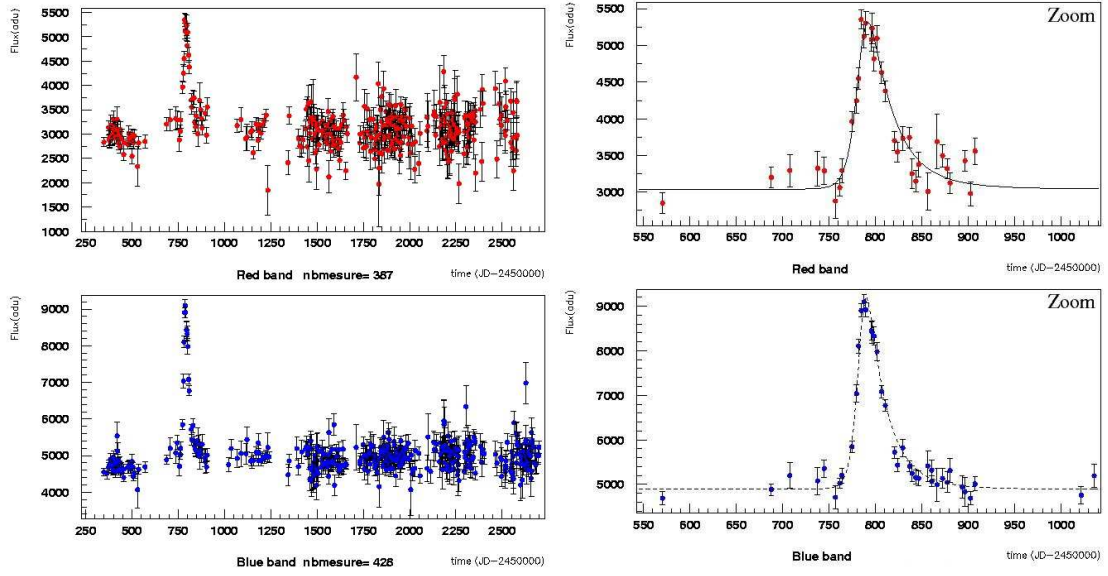 Flux(adu)
5500
5000
4500
4000
3500
3000
2500
2000
1500
1000
250 500 750 1000 1250 1500 1750 2000 2250 2500
Red band nbmesure= 387
time (JD-2450000)
Flux(adu)
Zoom
5500
5000
4500
4000
3500
3000
550 600 650 700 750 800 850 900 950 1000
Red band
time (JD-2450000)
Flux(adu)
9000
8000
7000
6000
5000
4000
250 500 750 1000 1250 1500 1750 2000 2250 2500
Blue band nbmesure= 428
time (JD-2450000)
Flux(adu)
Zoom
9000
8000
7000
6000
5000
550 600 650 700 750 800 850 900 950 1000
Blue band
time (JD-2450000)